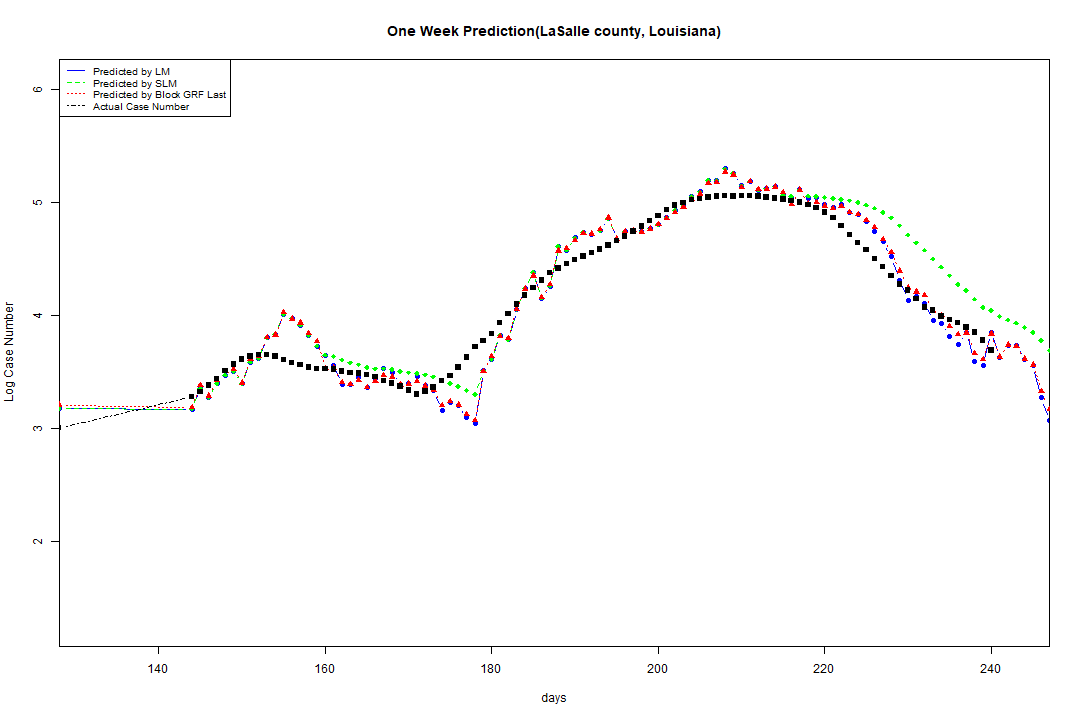 One Week Prediction(LaSalle county, Louisiana)
Predicted by LM
Predicted by SLM
Predicted by Block GRF Last
Actual Case Number
6
5
4
3
2
Log Case Number
140 160 180 200 220 240
days